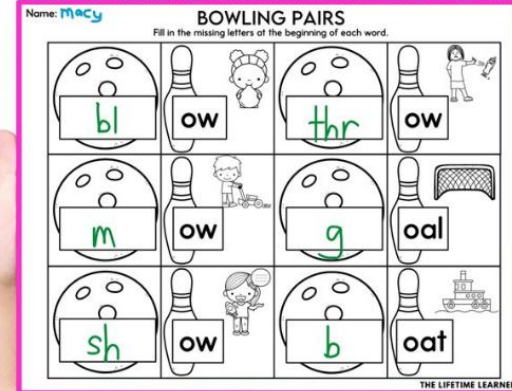 Name: Macy
BOWLING PAIRS
Fill in the missing letters at the beginning of each word.
bl ow thr ow
m ow g oal
sh ow b oat
THE LIFETIME LEARNER